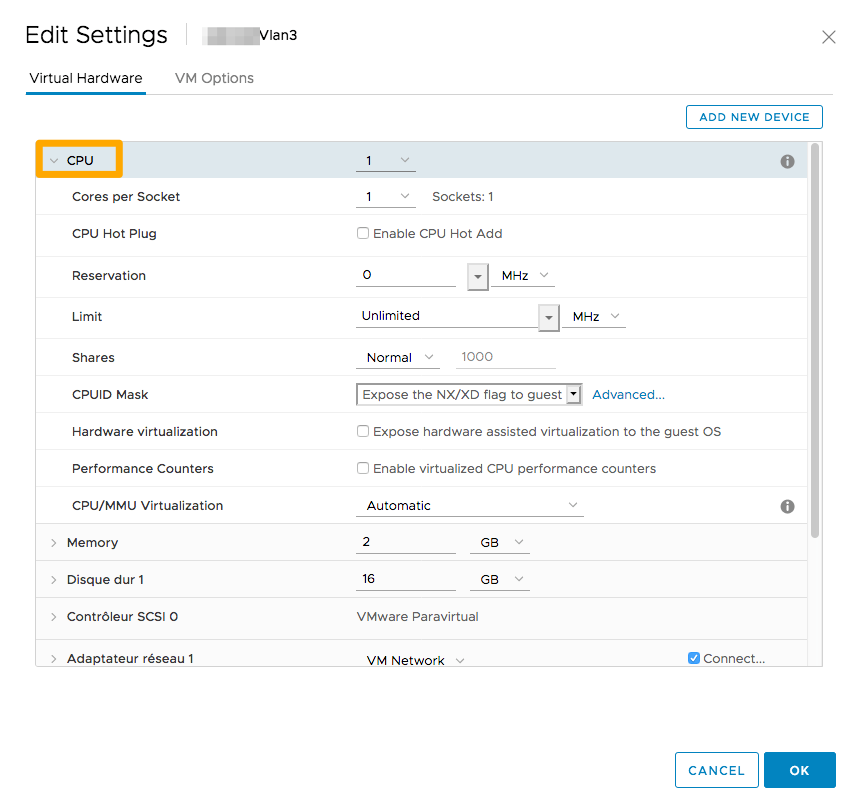 Edit Settings Vlan3
Virtual Hardware VM Options
ADD NEW DEVICE
CPU 1
Cores per Socket 1 Sockets: 1
CPU Hot Plug Enable CPU Hot Add
Reservation 0 MHz
Limit Unlimited MHz
Shares Normal 1000
CPUID Mask Expose the NX/XD flag to guest Advanced...
Hardware virtualization Expose hardware assisted virtualization to the guest OS
Performance Counters Enable virtualized CPU performance counters
CPU/MMU Virtualization Automatic
Memory 2 GB
Disque dur 1 16 GB
Contrôleur SCSI 0 VMware Paravirtual
Adaptateur réseau 1 VM Network Connect...
CANCEL OK